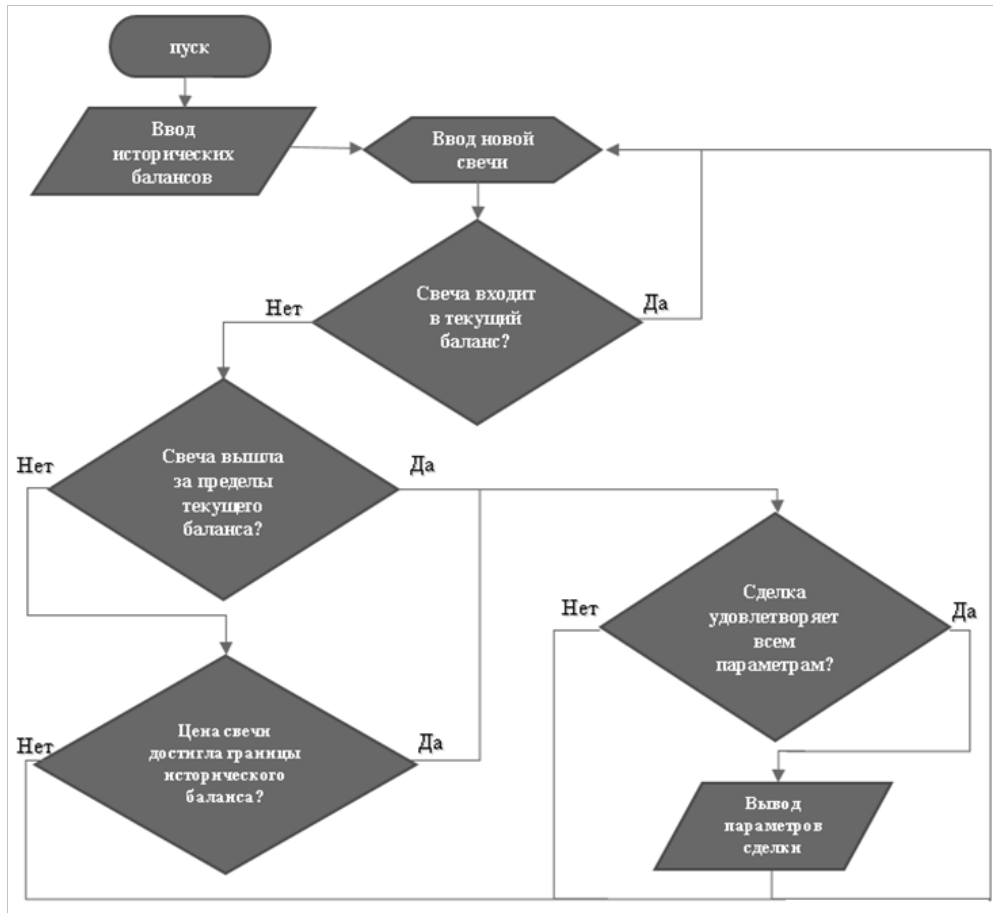 пуск
Ввод
исторических
балансов
Ввод новой
свечи
Свеча входит
в текущий
баланс?
Нет
Да
Свеча вышла
за пределы
текущего
баланса?
Нет
Да
Сделка
удовлетворяет
всем
параметрам?
Нет
Да
Цена свечи
достигла границы
исторического
баланса?
Нет
Да
Вывод
параметров
сделки